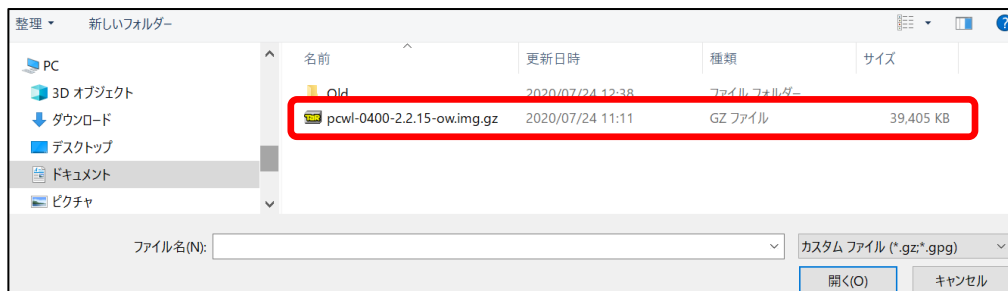 整理 新しいフォルダー ?
名前 更新日時 種類 サイズ
PC
3D オブジェクト
ダウンロード
デスクトップ
ドキュメント
ピクチャ
Old 2020/07/24 12:38 ファイル フォルダー
TAR pcwl-0400-2.2.15-ow.img.gz 2020/07/24 11:11 GZ ファイル 39,405 KB
ファイル名(N): カスタム ファイル (*.gz;*.gpg)
開く(O) キャンセル